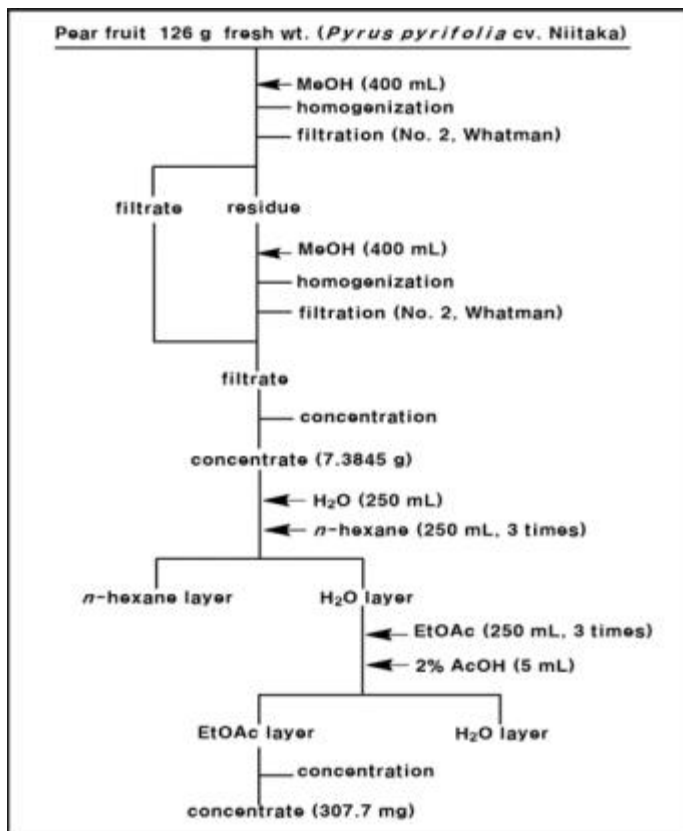 Pear fruit 126 g fresh wt. (Pyrus pyrifolia cv. Niitaka)
MeOH (400 mL)
homogenization
filtration (No. 2, Whatman)
filtrate residue
MeOH (400 mL)
homogenization
filtration (No. 2, Whatman)
filtrate
concentration
concentrate (7.3845 g)
H₂O (250 mL)
n-hexane (250 mL, 3 times)
n-hexane layer H₂O layer
EtOAc (250 mL, 3 times)
2% AcOH (5 mL)
EtOAc layer H₂O layer
concentration
concentrate (307.7 mg)